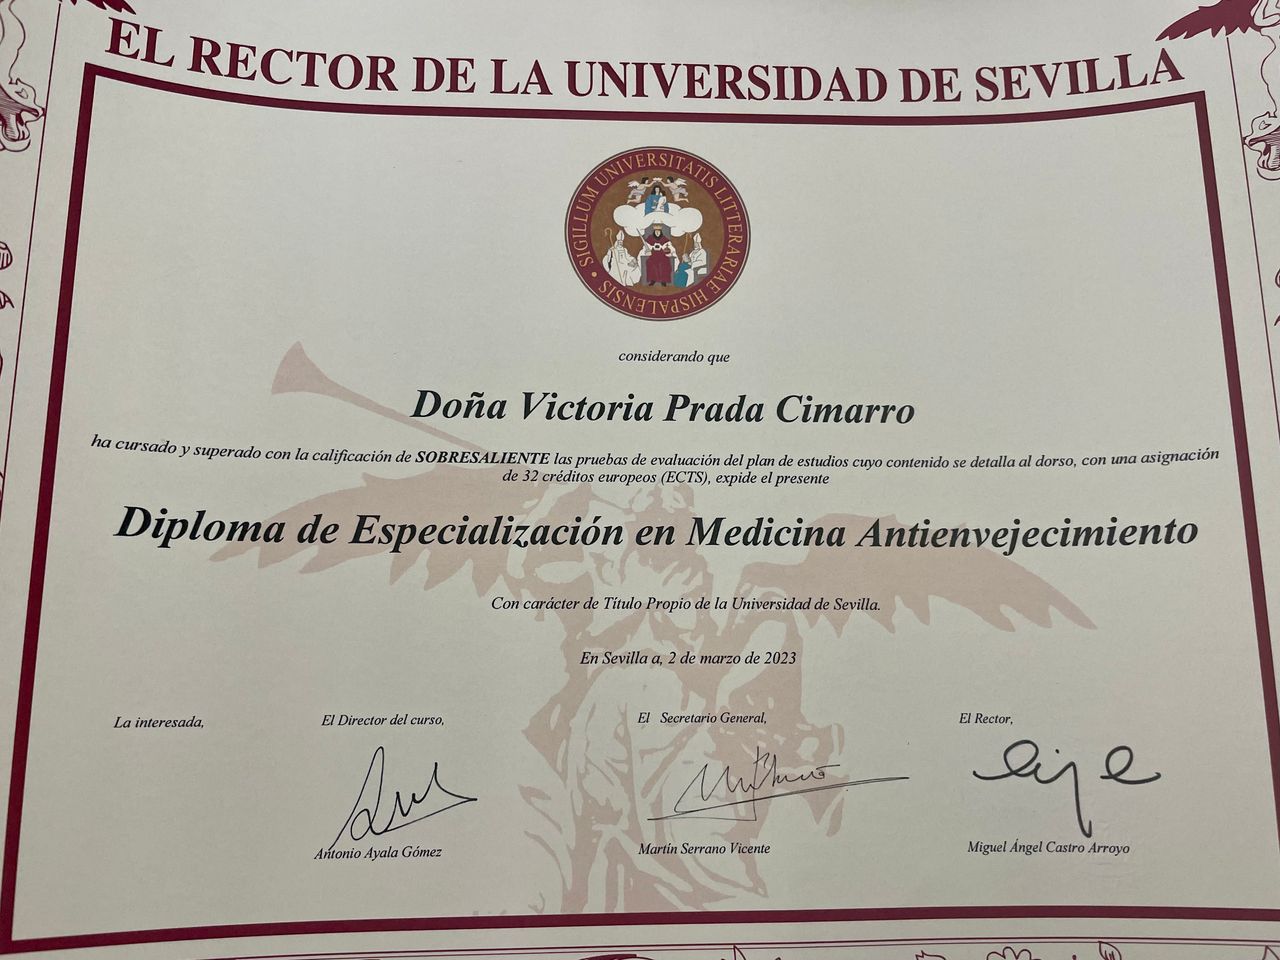 EL RECTOR DE LA UNIVERSIDAD DE SEVILLA
SIGILLUM UNIVERSITATIS LITTERARIAE HISPALENSIS
considerando que
Doña Victoria Prada Cimarro
ha cursado y superado con la calificación de SOBRESALIENTE las pruebas de evaluación del plan de estudios cuyo contenido se detalla al dorso, con una asignación
de 32 créditos europeos (ECTS), expide el presente
Diploma de Especialización en Medicina Antienvejecimiento
Con carácter de Título Propio de la Universidad de Sevilla.
En Sevilla a, 2 de marzo de 2023
La interesada, El Director del curso, El Secretario General, El Rector,
Antonio Ayala Gómez Martín Serrano Vicente Miguel Ángel Castro Arroyo